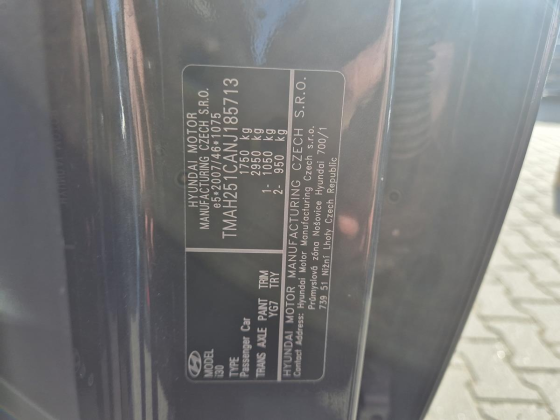 HYUNDAI MOTOR
MANUFACTURING CZECH S.R.O.
e5*2007/46*1075
TMAH251CANJ185713
1750 kg
2950 kg
1- 1050 kg
2- 950 kg
MODEL
i30
TYPE
Passenger Car
TRANS AXLE PAINT TRIM
YG7 TRY
HYUNDAI MOTOR MANUFACTURING CZECH S.R.O.
Contact Address: Hyundai Motor Manufacturing Czech s.r.o.
Průmyslová zóna Nošovice Hyundai 700/1
739 51 Nižní Lhoty Czech Republic